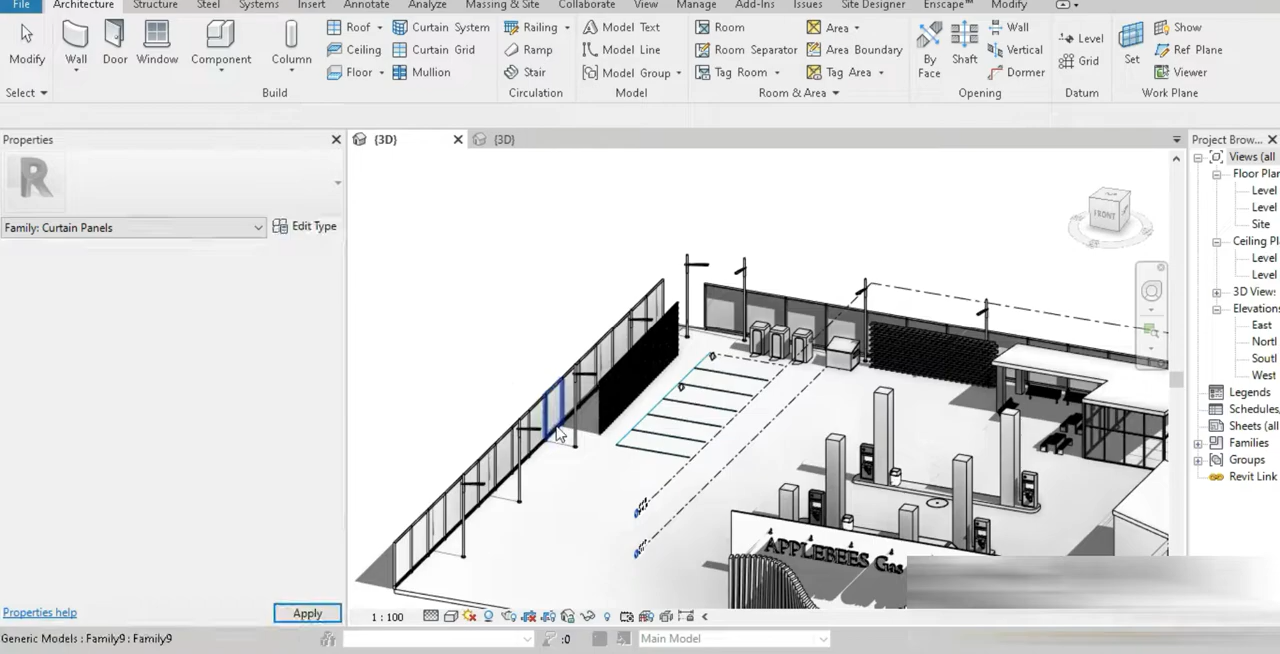 File Architecture Structure Steel Systems Insert Annotate Analyze Massing & Site Collaborate View Manage Add-Ins Issues Site Designer Enscape™ Modify
Modify
Wall
Door
Window
Component
Column
Roof
Ceiling
Floor
Curtain System
Curtain Grid
Mullion
Railing
Ramp
Stair
Model Text
Model Line
Model Group
Room
Room Separator
Tag Room
Area
Area Boundary
Tag Area
By
Face
Shaft
Wall
Vertical
Dormer
Level
Grid
Set
Show
Ref Plane
Viewer
Select Build Circulation Model Room & Area Opening Datum Work Plane
Properties
{3D} {3D}
Project Brow...
R
Family: Curtain Panels
Edit Type
FRONT
APPLEBEES Gas
Views (all
Floor Plan
Level
Level
Site
Ceiling Pl
Level
Level
3D View:
Elevations
East
North
South
West
Legends
Schedules
Sheets (all
Families
Groups
Revit Link
Properties help
Apply
1 : 100
Generic Models : Family9 : Family9
:0
Main Model